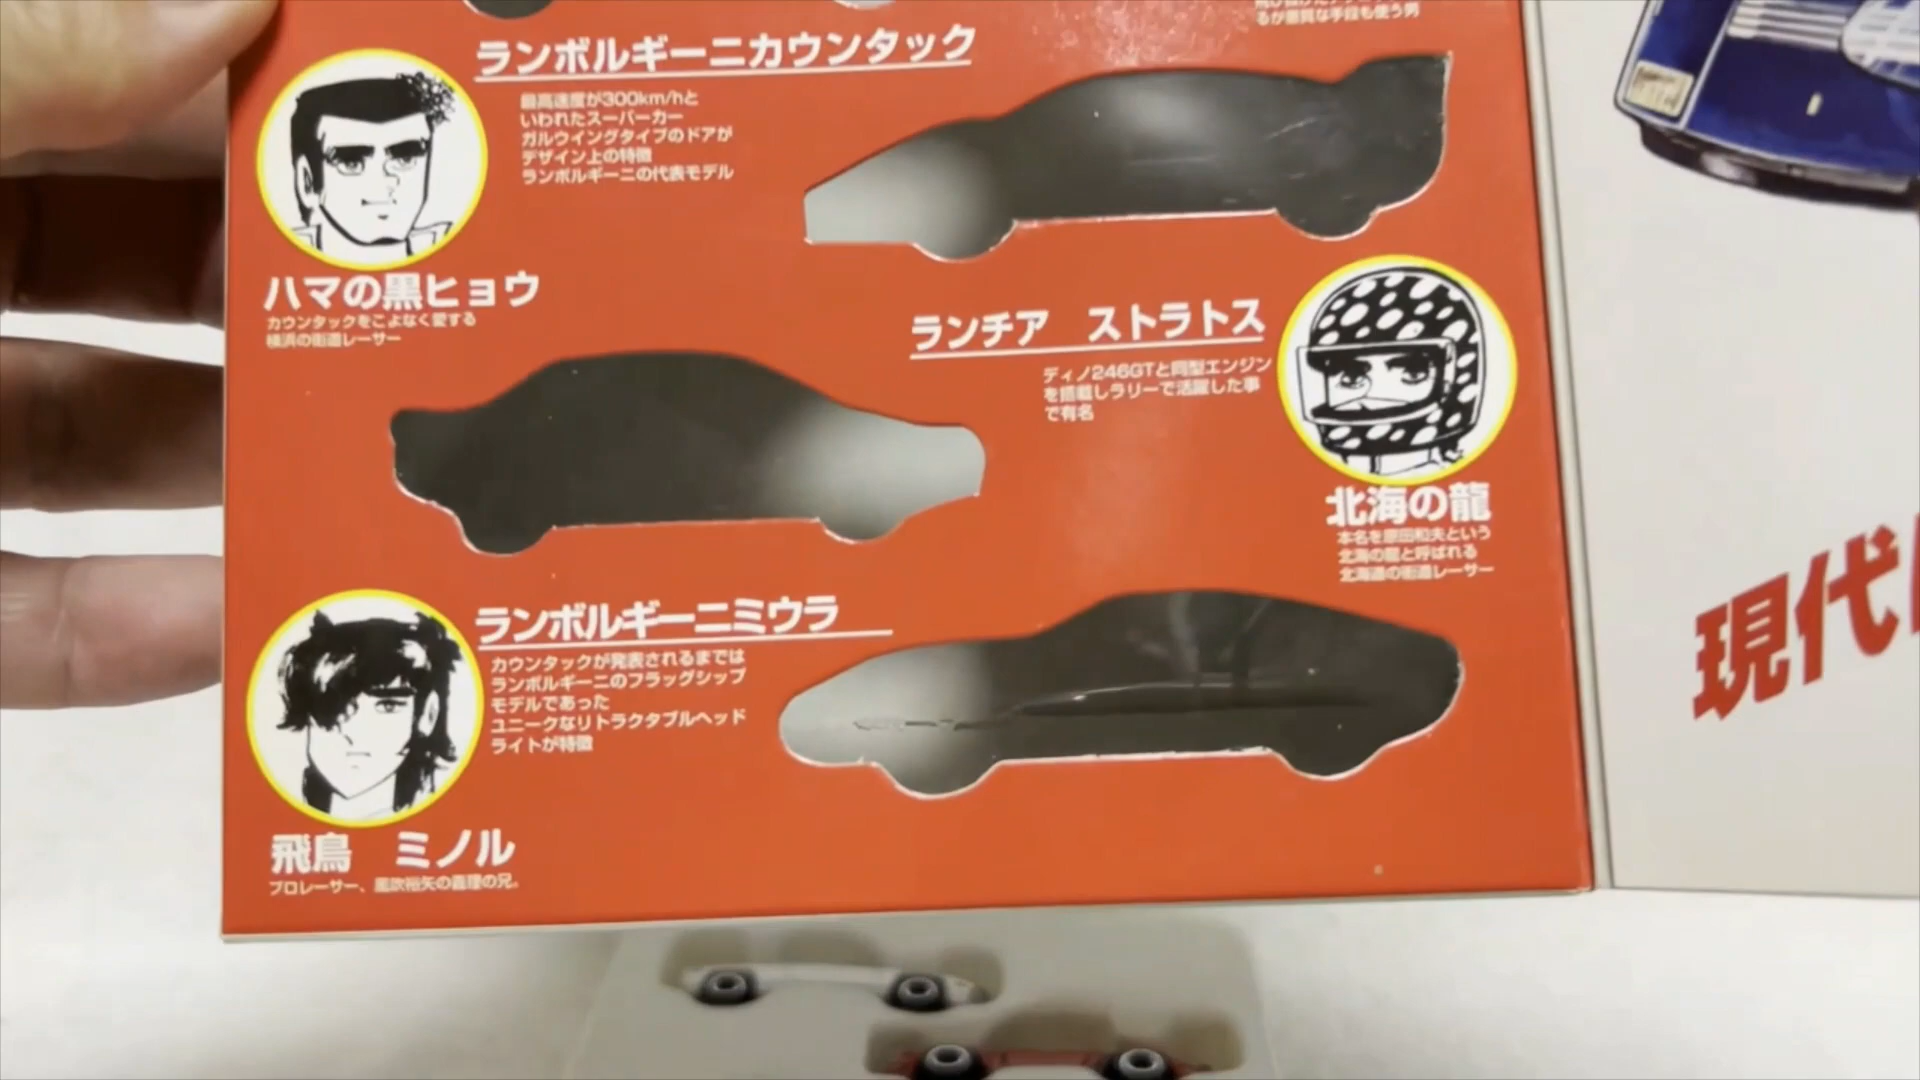 るが悪質な手段も使う男
ランボルギーニカウンタック
最高速度が300km/hと
いわれたスーパーカー
ガルウイングタイプのドアが
デザイン上の特徴
ランボルギーニの代表モデル
ハマの黒ヒョウ
カウンタックをこよなく愛する
横浜の街道レーサー
ランチア　ストラトス
ディノ246GTと同型エンジン
を搭載しラリーで活躍した事
で有名
北海の龍
本名を原田和夫という
北海の龍と呼ばれる
北海道の街道レーサー
ランボルギーニミウラ
カウンタックが発表されるまでは
ランボルギーニのフラッグシップ
モデルであった
ユニークなリトラクタブルヘッド
ライトが特徴
飛鳥　ミノル
プロレーサー、風吹裕矢の義理の兄。
現代